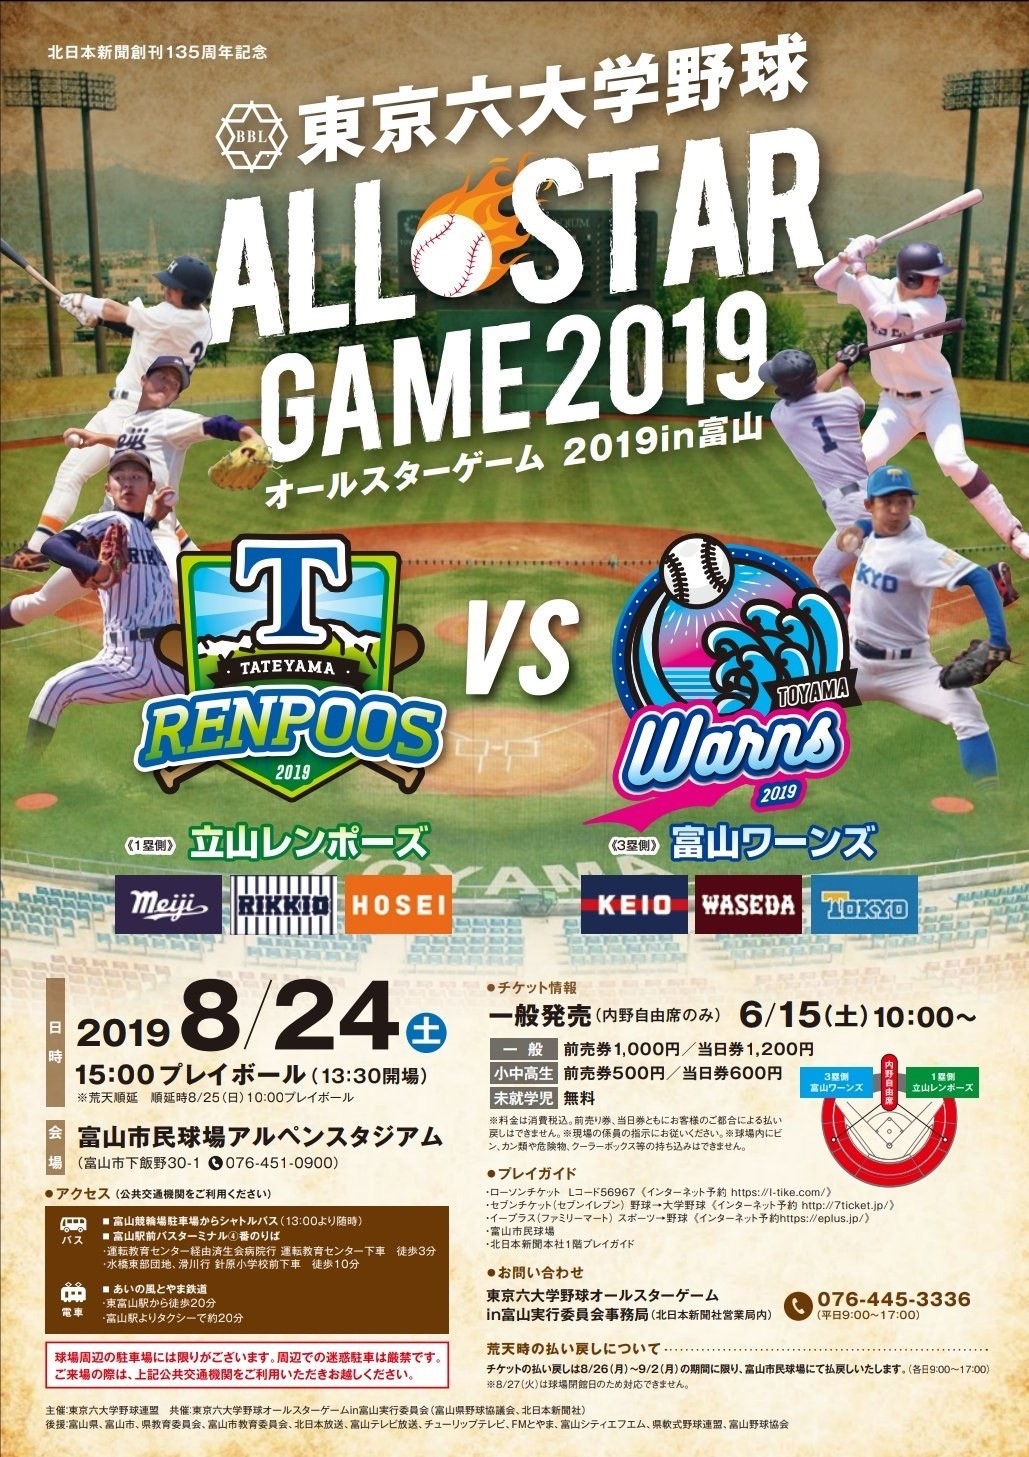 北日本新聞創刊135周年記念
BBL
東京六大学野球
ALL STAR
GAME 2019
オールスターゲーム 2019in富山
H
Meiji
RIK
1
T
KYO
T
TATEYAMA
RENPOOS
2019
VS
TOYAMA
Warns
2019
《1塁側》 立山レンポーズ
《3塁側》 富山ワーンズ
TOYAMA
Meiji RIKKIO HOSEI
KEIO WASEDA TOKYO
日時
2019 8/24 土
15:00プレイボール(13:30開場)
※荒天順延 順延時8/25(日)10:00プレイボール
会場
富山市民球場アルペンスタジアム
(富山市下飯野30-1 076-451-0900)
●アクセス(公共交通機関をご利用ください)
バス
■富山競輪場駐車場からシャトルバス(13:00より随時)
■富山駅前バスターミナル④番のりば
・運転教育センター経由済生会病院行 運転教育センター下車 徒歩3分
・水橋東部団地、滑川行 針原小学校前下車 徒歩10分
電車
■あいの風とやま鉄道
・東富山駅から徒歩20分
・富山駅よりタクシーで約20分
球場周辺の駐車場には限りがございます。周辺での迷惑駐車は厳禁です。
ご来場の際は、上記公共交通機関をご利用いただきお越しください。
●チケット情報
一般発売(内野自由席のみ) 6/15(土)10:00〜
一般 前売券1,000円/当日券1,200円
小中高生 前売券500円/当日券600円
未就学児 無料
※料金は消費税込。前売り券、当日券ともにお客様のご都合による払い
戻しはできません。※現場の係員の指示にお従いください。※球場内にビ
ン、カン類や危険物、クーラーボックス等の持ち込みはできません。
3塁側
富山ワーンズ
内野自由席
1塁側
立山レンポーズ
●プレイガイド
・ローソンチケット Lコード56967《インターネット予約 https://l-tike.com/》
・セブンチケット(セブンイレブン) 野球→大学野球《インターネット予約 http://7ticket.jp/》
・イープラス(ファミリーマート) スポーツ→野球《インターネット予約https://eplus.jp/》
・富山市民球場
・北日本新聞本社1階プレイガイド
●お問い合わせ
東京六大学野球オールスターゲーム
in富山実行委員会事務局(北日本新聞社営業局内)
076-445-3336
(平日9:00〜17:00)
荒天時の払い戻しについて
チケットの払い戻しは8/26(月)〜9/2(月)の期間に限り、富山市民球場にて払戻しいたします。(各日9:00〜17:00)
※8/27(火)は球場閉館日のため対応できません。
主催:東京六大学野球連盟 共催:東京六大学野球オールスターゲームin富山実行委員会(富山県野球協議会、北日本新聞社)
後援:富山県、富山市、県教育委員会、富山市教育委員会、北日本放送、富山テレビ放送、チューリップテレビ、FMとやま、富山シティエフエム、県軟式野球連盟、富山野球協会